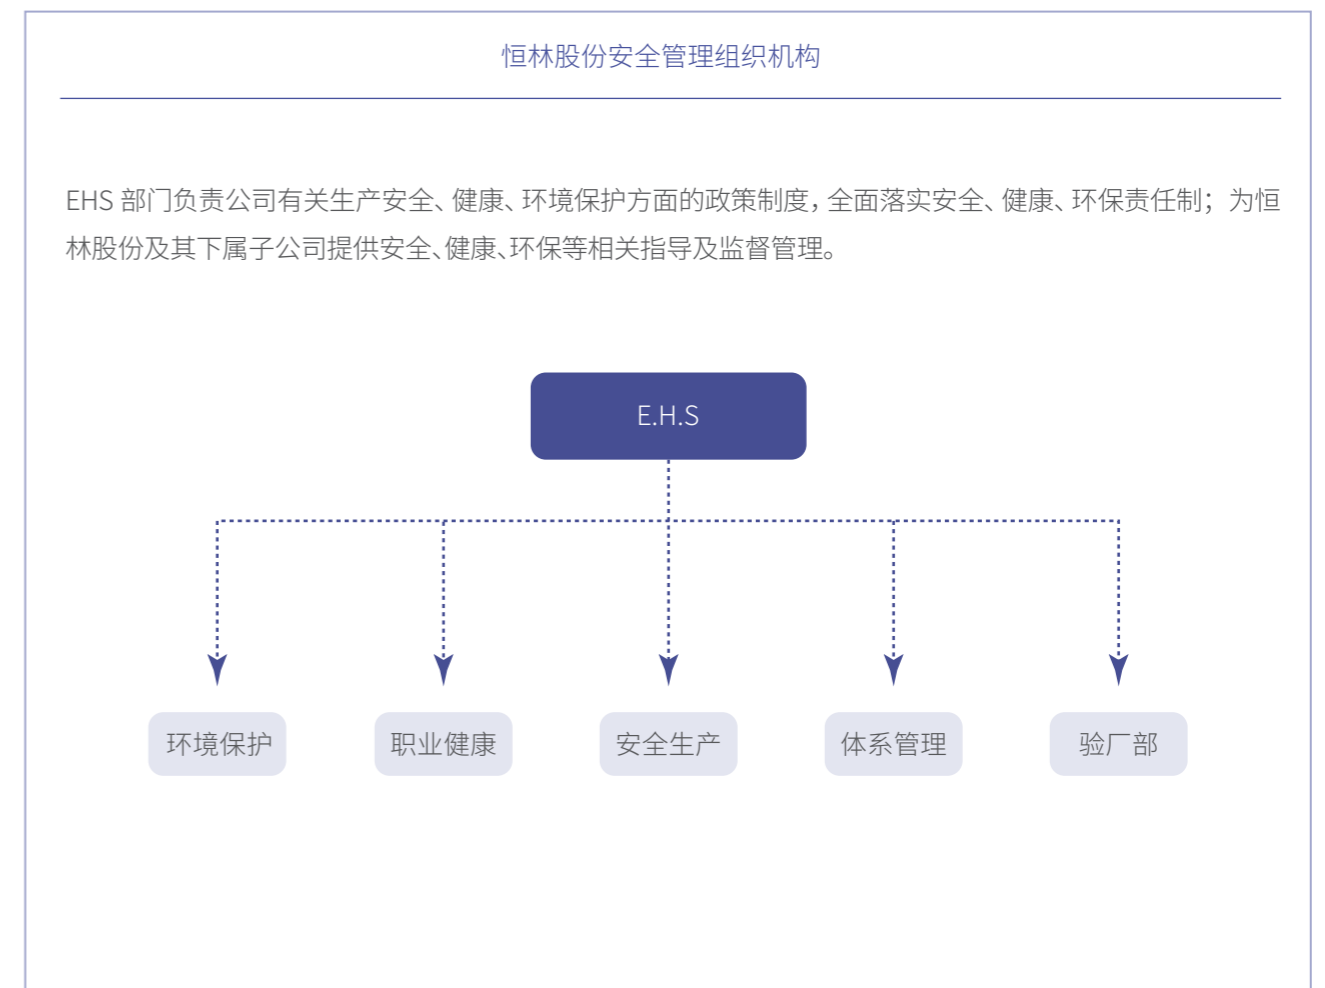 恒林股份安全管理组织机构
EHS 部门负责公司有关生产安全、健康、环境保护方面的政策制度，全面落实安全、健康、环保责任制；为恒
林股份及其下属子公司提供安全、健康、环保等相关指导及监督管理。
E.H.S
环境保护
职业健康
安全生产
体系管理
验厂部